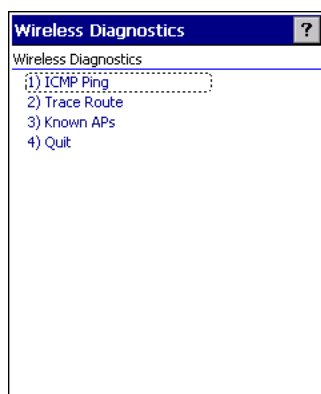 Wireless Diagnostics ?
Wireless Diagnostics
1) ICMP Ping
2) Trace Route
3) Known APs
4) Quit